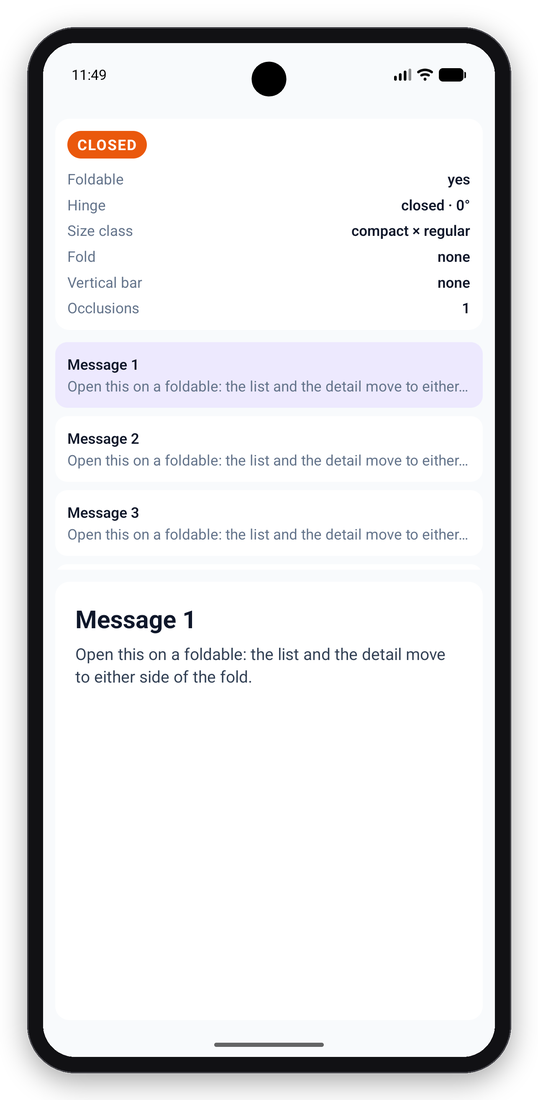 11:49
CLOSED
Foldable yes
Hinge closed · 0°
Size class compact × regular
Fold none
Vertical bar none
Occlusions 1
Message 1
Open this on a foldable: the list and the detail move to either…
Message 2
Open this on a foldable: the list and the detail move to either…
Message 3
Open this on a foldable: the list and the detail move to either…
Message 1
Open this on a foldable: the list and the detail move
to either side of the fold.